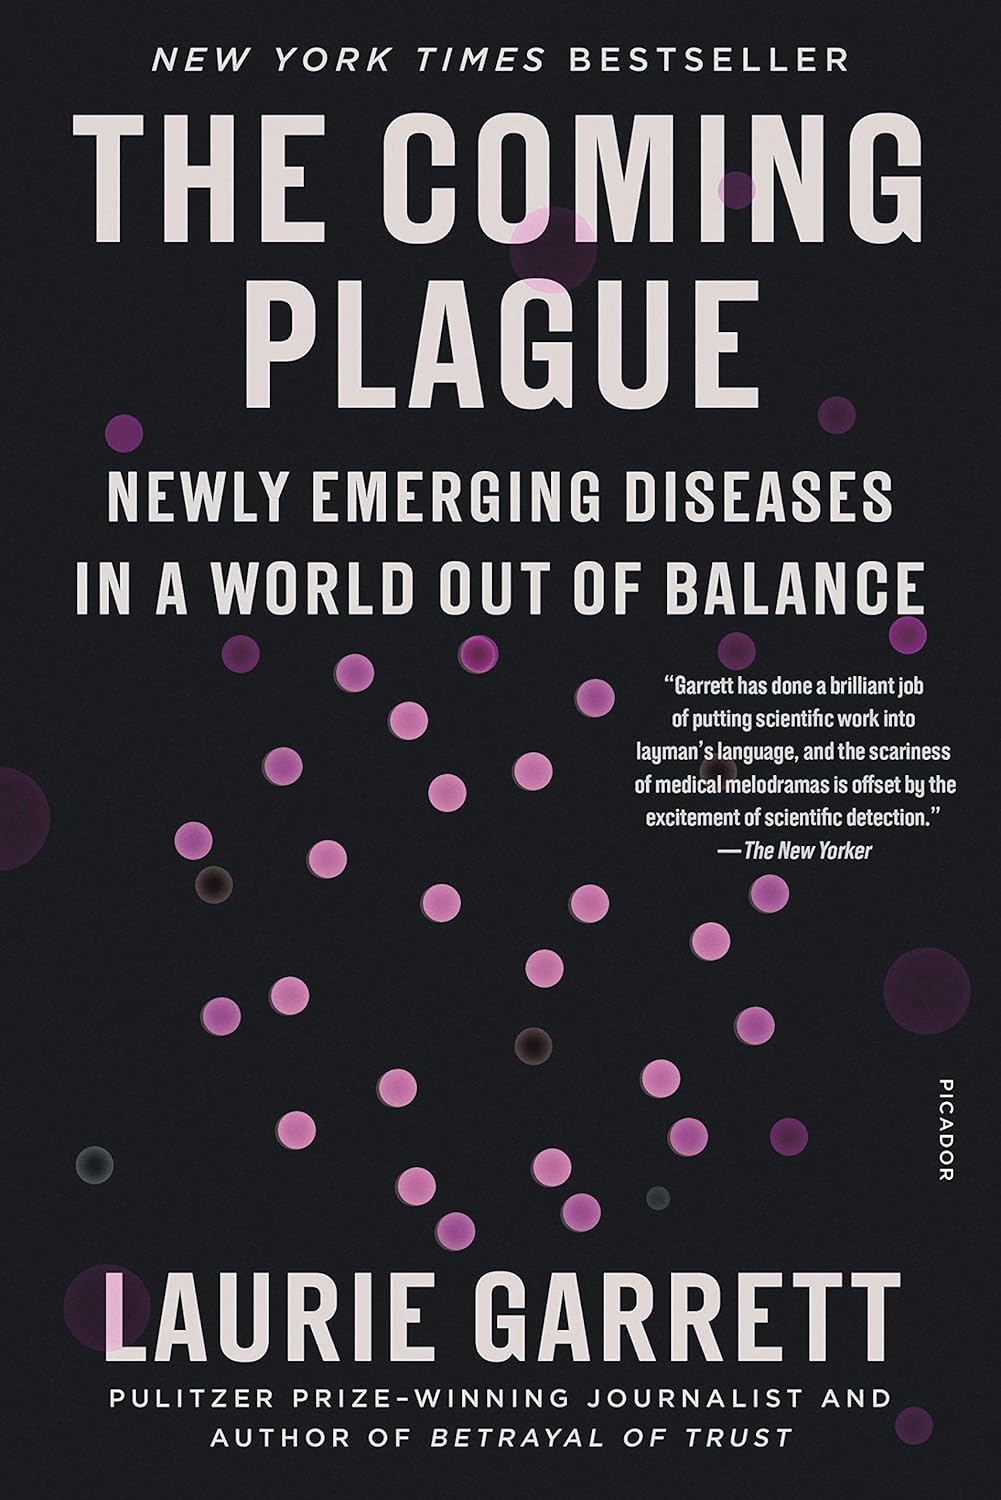 NEW YORK TIMES BESTSELLER
THE COMING
PLAGUE
NEWLY EMERGING DISEASES
IN A WORLD OUT OF BALANCE
“Garrett has done a brilliant job
of putting scientific work into
layman’s language, and the scariness
of medical melodramas is offset by the
excitement of scientific detection.”
—The New Yorker
PICADOR
LAURIE GARRETT
PULITZER PRIZE–WINNING JOURNALIST AND
AUTHOR OF BETRAYAL OF TRUST